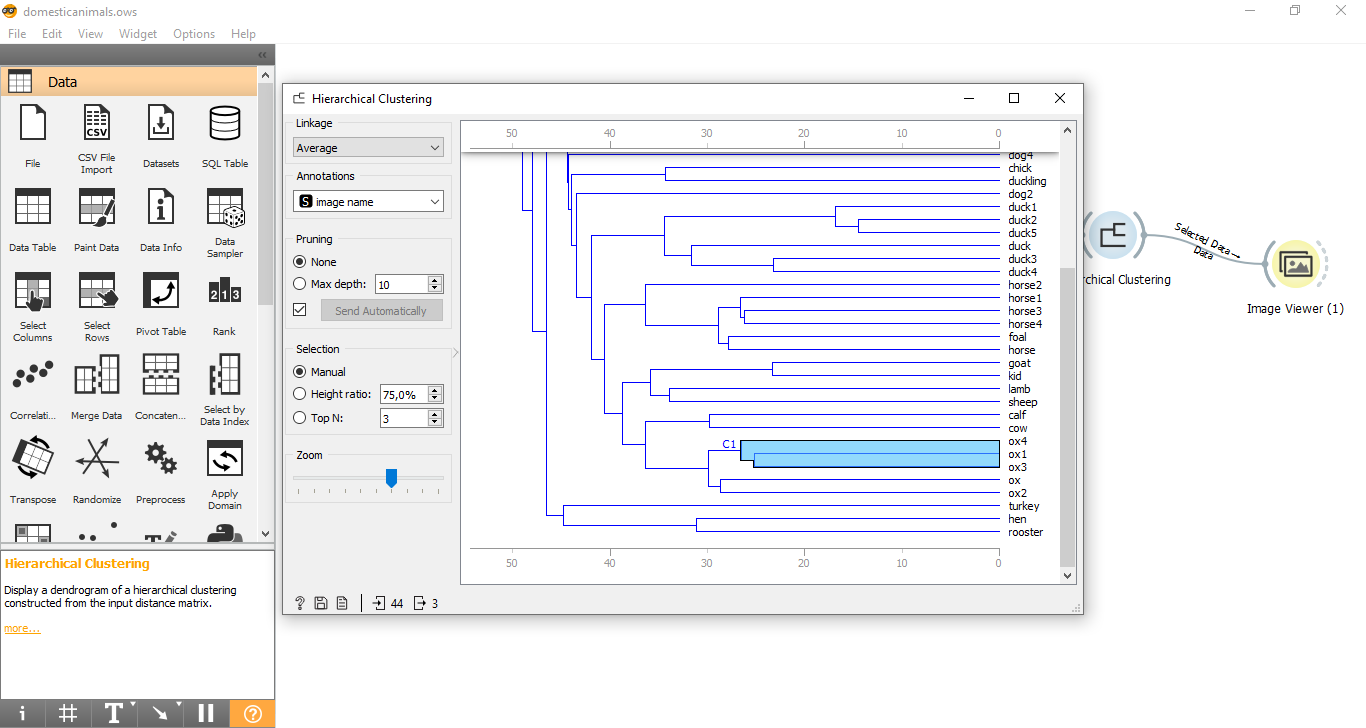 domesticanimals.ows
File Edit View Widget Options Help
Data
File
CSV File
Import
Datasets
SQL Table
Data Table
Paint Data
Data Info
Data
Sampler
Select
Columns
Select
Rows
Pivot Table
Rank
Correlati...
Merge Data
Concaten...
Select by
Data Index
Transpose
Randomize
Preprocess
Apply
Domain
Hierarchical Clustering
Display a dendrogram of a hierarchical clustering
constructed from the input distance matrix.
more...
Hierarchical Clustering
Linkage
Average
Annotations
S image name
Pruning
None
Max depth: 10
Send Automatically
Selection
Manual
Height ratio: 75,0%
Top N: 3
Zoom
? 44 3
50 40 30 20 10 0
dog4
chick
duckling
dog2
duck1
duck2
duck5
duck
duck3
duck4
horse2
horse1
horse3
horse4
foal
horse
goat
kid
lamb
sheep
calf
cow
C1
ox4
ox1
ox3
ox
ox2
turkey
hen
rooster
50 40 30 20 10 0
rchical Clustering
Selected Data →
Data
Image Viewer (1)